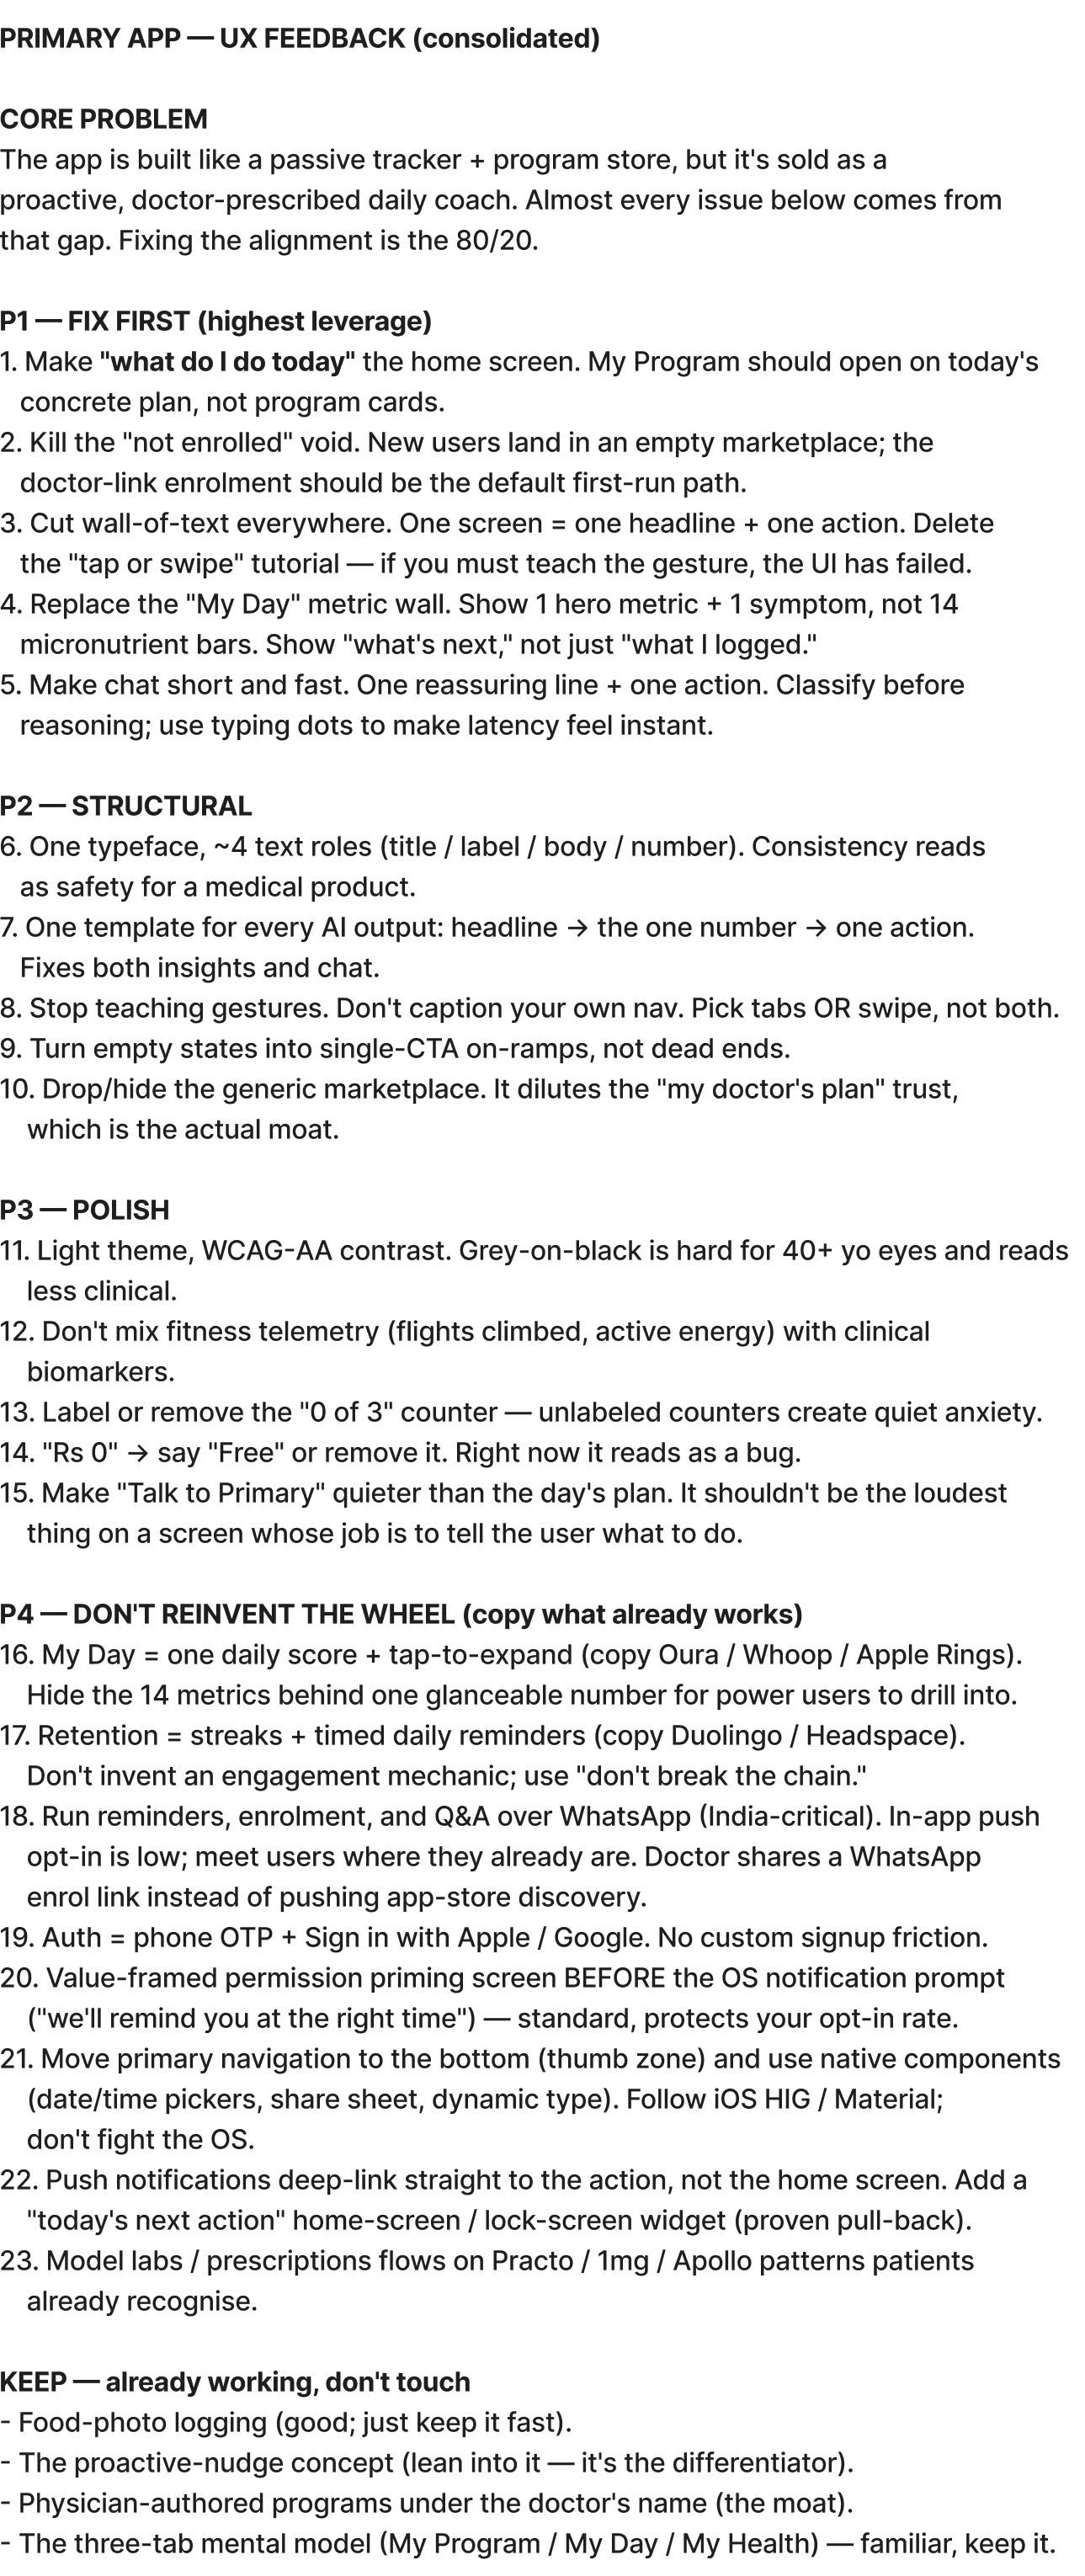 PRIMARY APP — UX FEEDBACK (consolidated)
CORE PROBLEM
The app is built like a passive tracker + program store, but it's sold as a
proactive, doctor-prescribed daily coach. Almost every issue below comes from
that gap. Fixing the alignment is the 80/20.
P1 — FIX FIRST (highest leverage)
1. Make "what do I do today" the home screen. My Program should open on today's
concrete plan, not program cards.
2. Kill the "not enrolled" void. New users land in an empty marketplace; the
doctor-link enrolment should be the default first-run path.
3. Cut wall-of-text everywhere. One screen = one headline + one action. Delete
the "tap or swipe" tutorial — if you must teach the gesture, the UI has failed.
4. Replace the "My Day" metric wall. Show 1 hero metric + 1 symptom, not 14
micronutrient bars. Show "what's next," not just "what I logged."
5. Make chat short and fast. One reassuring line + one action. Classify before
reasoning; use typing dots to make latency feel instant.
P2 — STRUCTURAL
6. One typeface, ~4 text roles (title / label / body / number). Consistency reads
as safety for a medical product.
7. One template for every AI output: headline → the one number → one action.
Fixes both insights and chat.
8. Stop teaching gestures. Don't caption your own nav. Pick tabs OR swipe, not both.
9. Turn empty states into single-CTA on-ramps, not dead ends.
10. Drop/hide the generic marketplace. It dilutes the "my doctor's plan" trust,
which is the actual moat.
P3 — POLISH
11. Light theme, WCAG-AA contrast. Grey-on-black is hard for 40+ yo eyes and reads
less clinical.
12. Don't mix fitness telemetry (flights climbed, active energy) with clinical
biomarkers.
13. Label or remove the "0 of 3" counter — unlabeled counters create quiet anxiety.
14. "Rs 0" → say "Free" or remove it. Right now it reads as a bug.
15. Make "Talk to Primary" quieter than the day's plan. It shouldn't be the loudest
thing on a screen whose job is to tell the user what to do.
P4 — DON'T REINVENT THE WHEEL (copy what already works)
16. My Day = one daily score + tap-to-expand (copy Oura / Whoop / Apple Rings).
Hide the 14 metrics behind one glanceable number for power users to drill into.
17. Retention = streaks + timed daily reminders (copy Duolingo / Headspace).
Don't invent an engagement mechanic; use "don't break the chain."
18. Run reminders, enrolment, and Q&A over WhatsApp (India-critical). In-app push
opt-in is low; meet users where they already are. Doctor shares a WhatsApp
enrol link instead of pushing app-store discovery.
19. Auth = phone OTP + Sign in with Apple / Google. No custom signup friction.
20. Value-framed permission priming screen BEFORE the OS notification prompt
("we'll remind you at the right time") — standard, protects your opt-in rate.
21. Move primary navigation to the bottom (thumb zone) and use native components
(date/time pickers, share sheet, dynamic type). Follow iOS HIG / Material;
don't fight the OS.
22. Push notifications deep-link straight to the action, not the home screen. Add a
"today's next action" home-screen / lock-screen widget (proven pull-back).
23. Model labs / prescriptions flows on Practo / 1mg / Apollo patterns patients
already recognise.
KEEP — already working, don't touch
- Food-photo logging (good; just keep it fast).
- The proactive-nudge concept (lean into it — it's the differentiator).
- Physician-authored programs under the doctor's name (the moat).
- The three-tab mental model (My Program / My Day / My Health) — familiar, keep it.